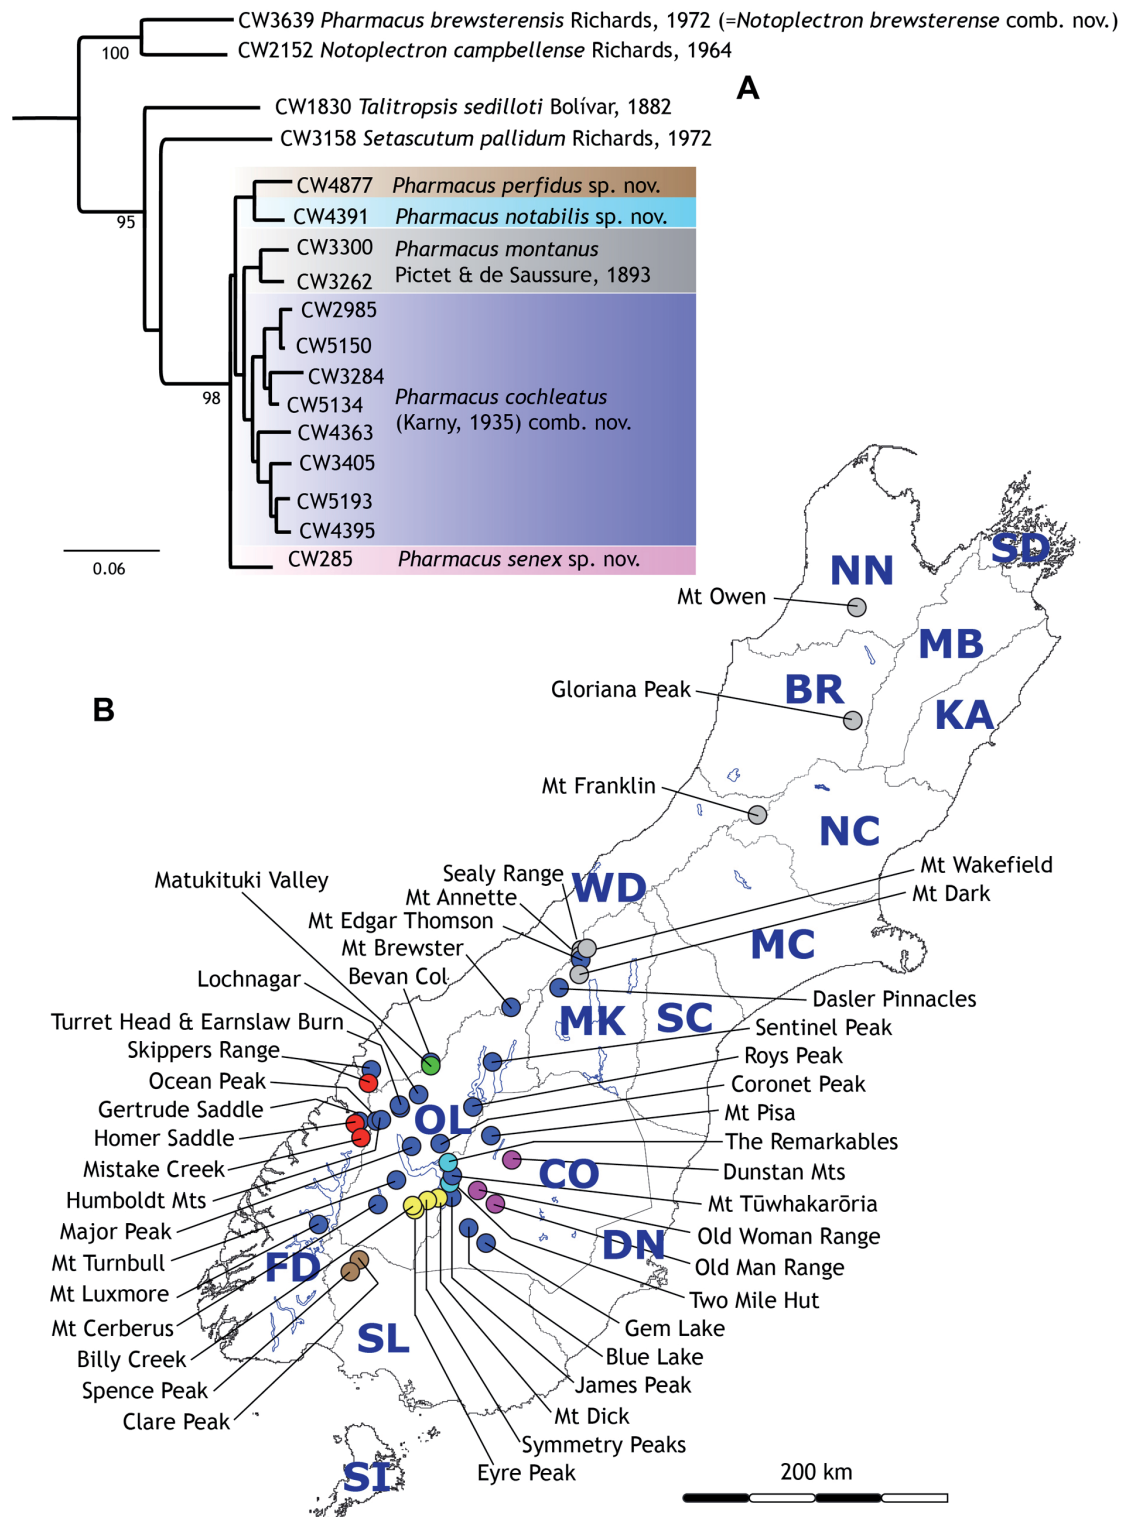 CW3639 Pharmacus brewsterensis Richards, 1972 (=Notoplectron brewsterense comb. nov.)
100
CW2152 Notoplectron campbellense Richards, 1964
A
CW1830 Talitropsis sedilloti Bolívar, 1882
CW3158 Setascutum pallidum Richards, 1972
CW4877 Pharmacus perfidus sp. nov.
95
CW4391 Pharmacus notabilis sp. nov.
CW3300 Pharmacus montanus
CW3262 Pictet & de Saussure, 1893
CW2985
CW5150
CW3284
98
CW5134
Pharmacus cochleatus
(Karny, 1935) comb. nov.
CW4363
CW3405
CW5193
CW4395
CW285 Pharmacus senex sp. nov.
0.06
B
NN
SD
Mt Owen
MB
BR
Gloriana Peak
KA
Mt Franklin
NC
Mt Wakefield
Sealy Range
WD
Matukituki Valley
Mt Annette
Mt Dark
Mt Edgar Thomson
MC
Mt Brewster
Bevan Col
Lochnagar
Dasler Pinnacles
MK
SC
Turret Head & Earnslaw Burn
Sentinel Peak
Skippers Range
Roys Peak
Ocean Peak
Coronet Peak
Gertrude Saddle
OL
Mt Pisa
Homer Saddle
The Remarkables
Mistake Creek
CO
Dunstan Mts
Humboldt Mts
Mt Tūwhakarōria
Major Peak
Old Woman Range
DN
Mt Turnbull
FD
Old Man Range
Mt Luxmore
Two Mile Hut
Mt Cerberus
SL
Gem Lake
Billy Creek
Blue Lake
Spence Peak
James Peak
Clare Peak
Mt Dick
Symmetry Peaks
SI
Eyre Peak
200 km